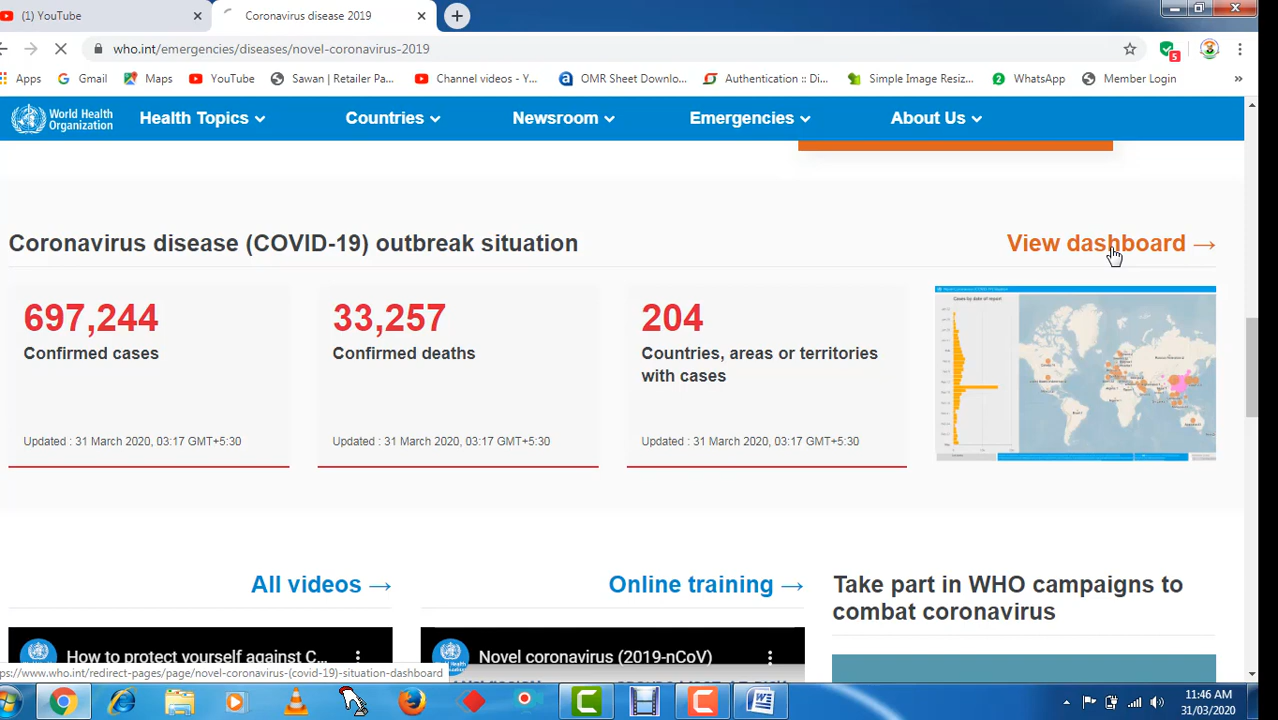 (1) YouTube
Coronavirus disease 2019
who.int/emergencies/diseases/novel-coronavirus-2019
Apps Gmail Maps YouTube Sawan | Retailer Pa... Channel videos - Y... OMR Sheet Downlo... Authentication :: Di... Simple Image Resiz... WhatsApp Member Login »
World Health
Organization
Health Topics Countries Newsroom Emergencies About Us
Coronavirus disease (COVID-19) outbreak situation
View dashboard →
697,244
Confirmed cases
Updated : 31 March 2020, 03:17 GMT+5:30
33,257
Confirmed deaths
Updated : 31 March 2020, 03:17 GMT+5:30
204
Countries, areas or territories
with cases
Updated : 31 March 2020, 03:17 GMT+5:30
Cases by date of report
All videos →
Online training →
Take part in WHO campaigns to
combat coronavirus
How to protect yourself against C...
Novel coronavirus (2019-nCoV)
ps://www.who.int/redirect-pages/page/novel-coronavirus-(covid-19)-situation-dashboard
11:46 AM
31/03/2020